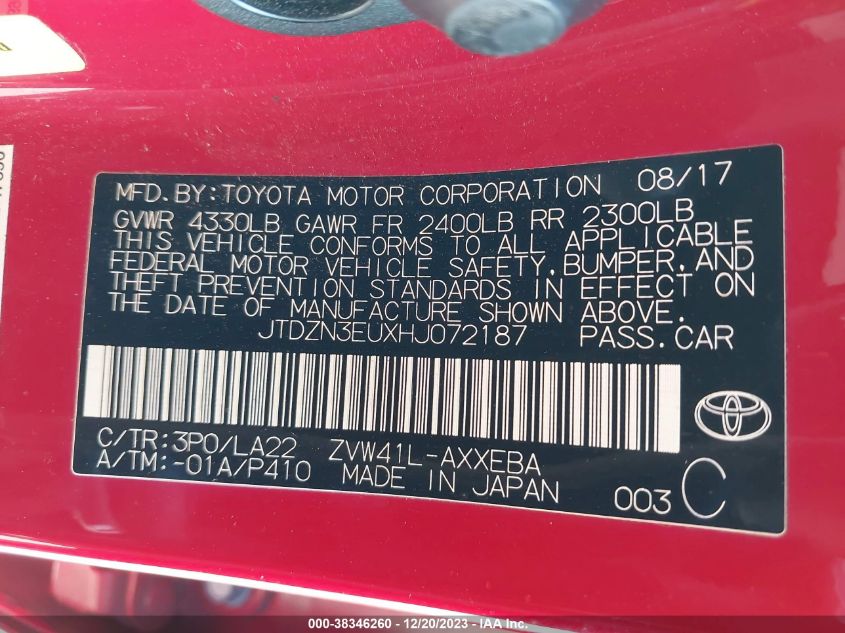 MFD.BY:TOYOTA MOTOR CORPORATION 08/17
GVWR 4330LB GAWR FR 2400LB RR 2300LB
THIS VEHICLE CONFORMS TO ALL APPLICABLE
FEDERAL MOTOR VEHICLE SAFETY,BUMPER,AND
THEFT PREVENTION STANDARDS IN EFFECT ON
THE DATE OF MANUFACTURE SHOWN ABOVE.
JTDZN3EUXHJ072187 PASS.CAR
C/TR:3P0/LA22 ZVW41L-AXXEBA
A/TM:-01A/P410 MADE IN JAPAN
003 C
000-38346260 - 12/20/2023 - IAA Inc.